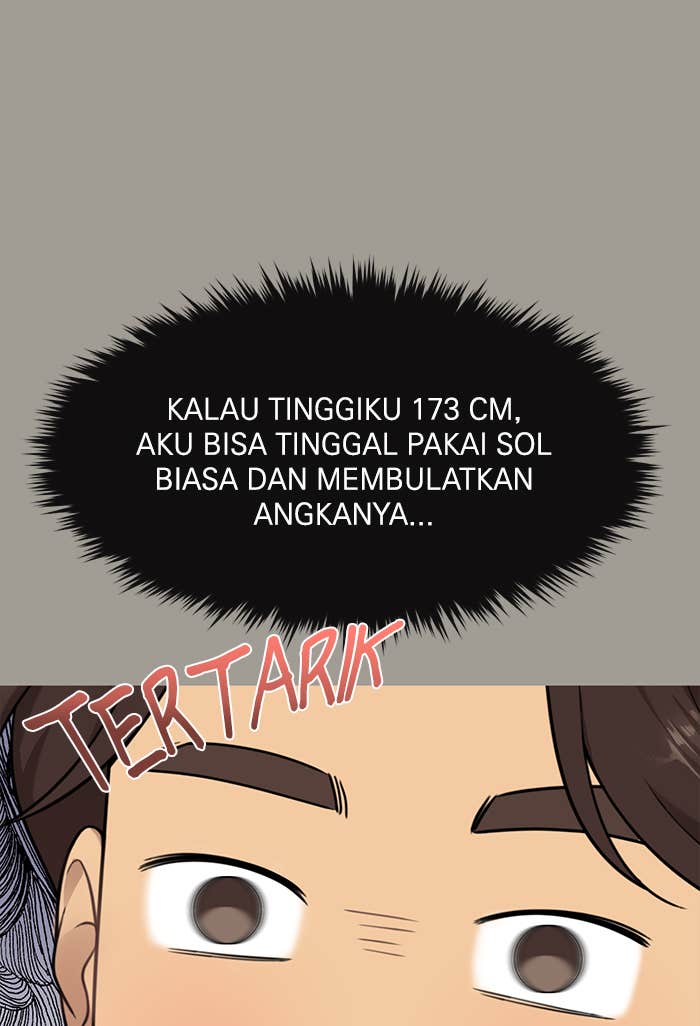 KALAU TINGGIKU 173 CM,
AKU BISA TINGGAL PAKAI SOL
BIASA DAN MEMBULATKAN
ANGKANYA...
TERTARIK